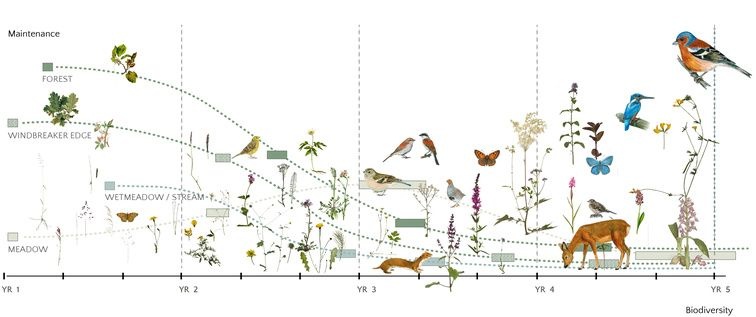 Maintenance
FOREST
WINDBREAKER EDGE
WETMEADOW / STREAM
MEADOW
YR 1
YR 2
YR 3
YR 4
YR 5
Biodiversity